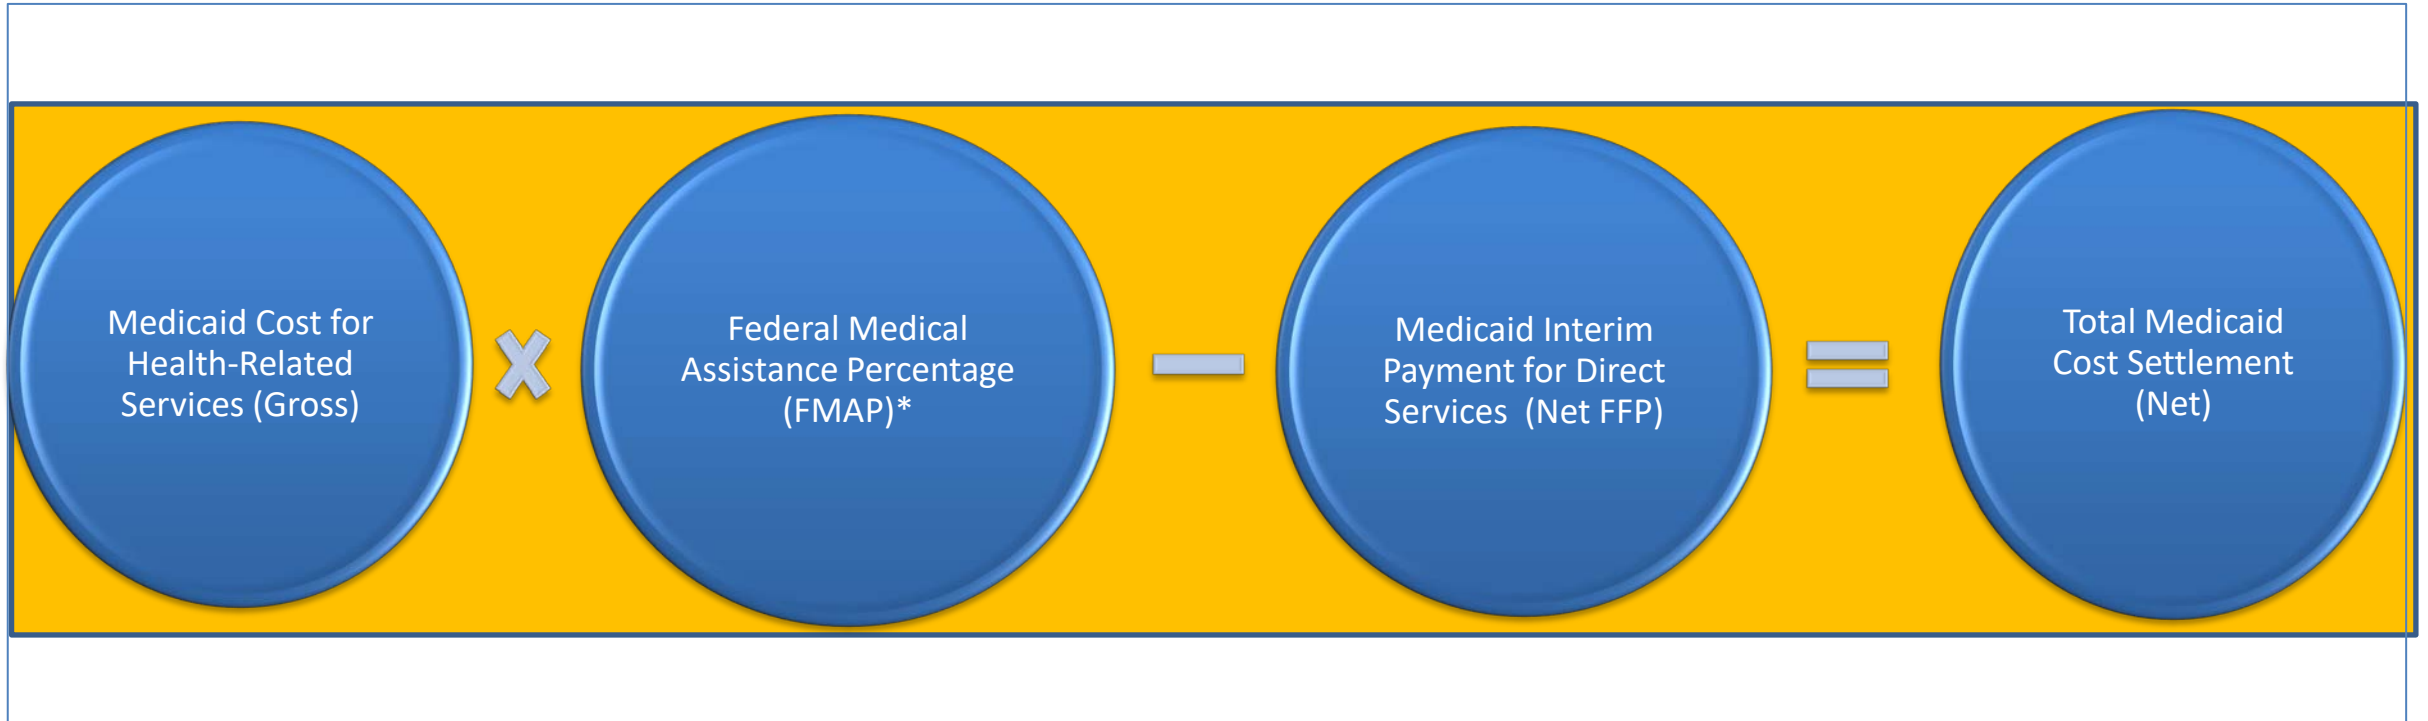 Medicaid Cost for
Health-Related
Services (Gross)
Federal Medical
Assistance Percentage
(FMAP)*
Medicaid Interim
Payment for Direct
Services  (Net FFP)
Total Medicaid
Cost Settlement
(Net)